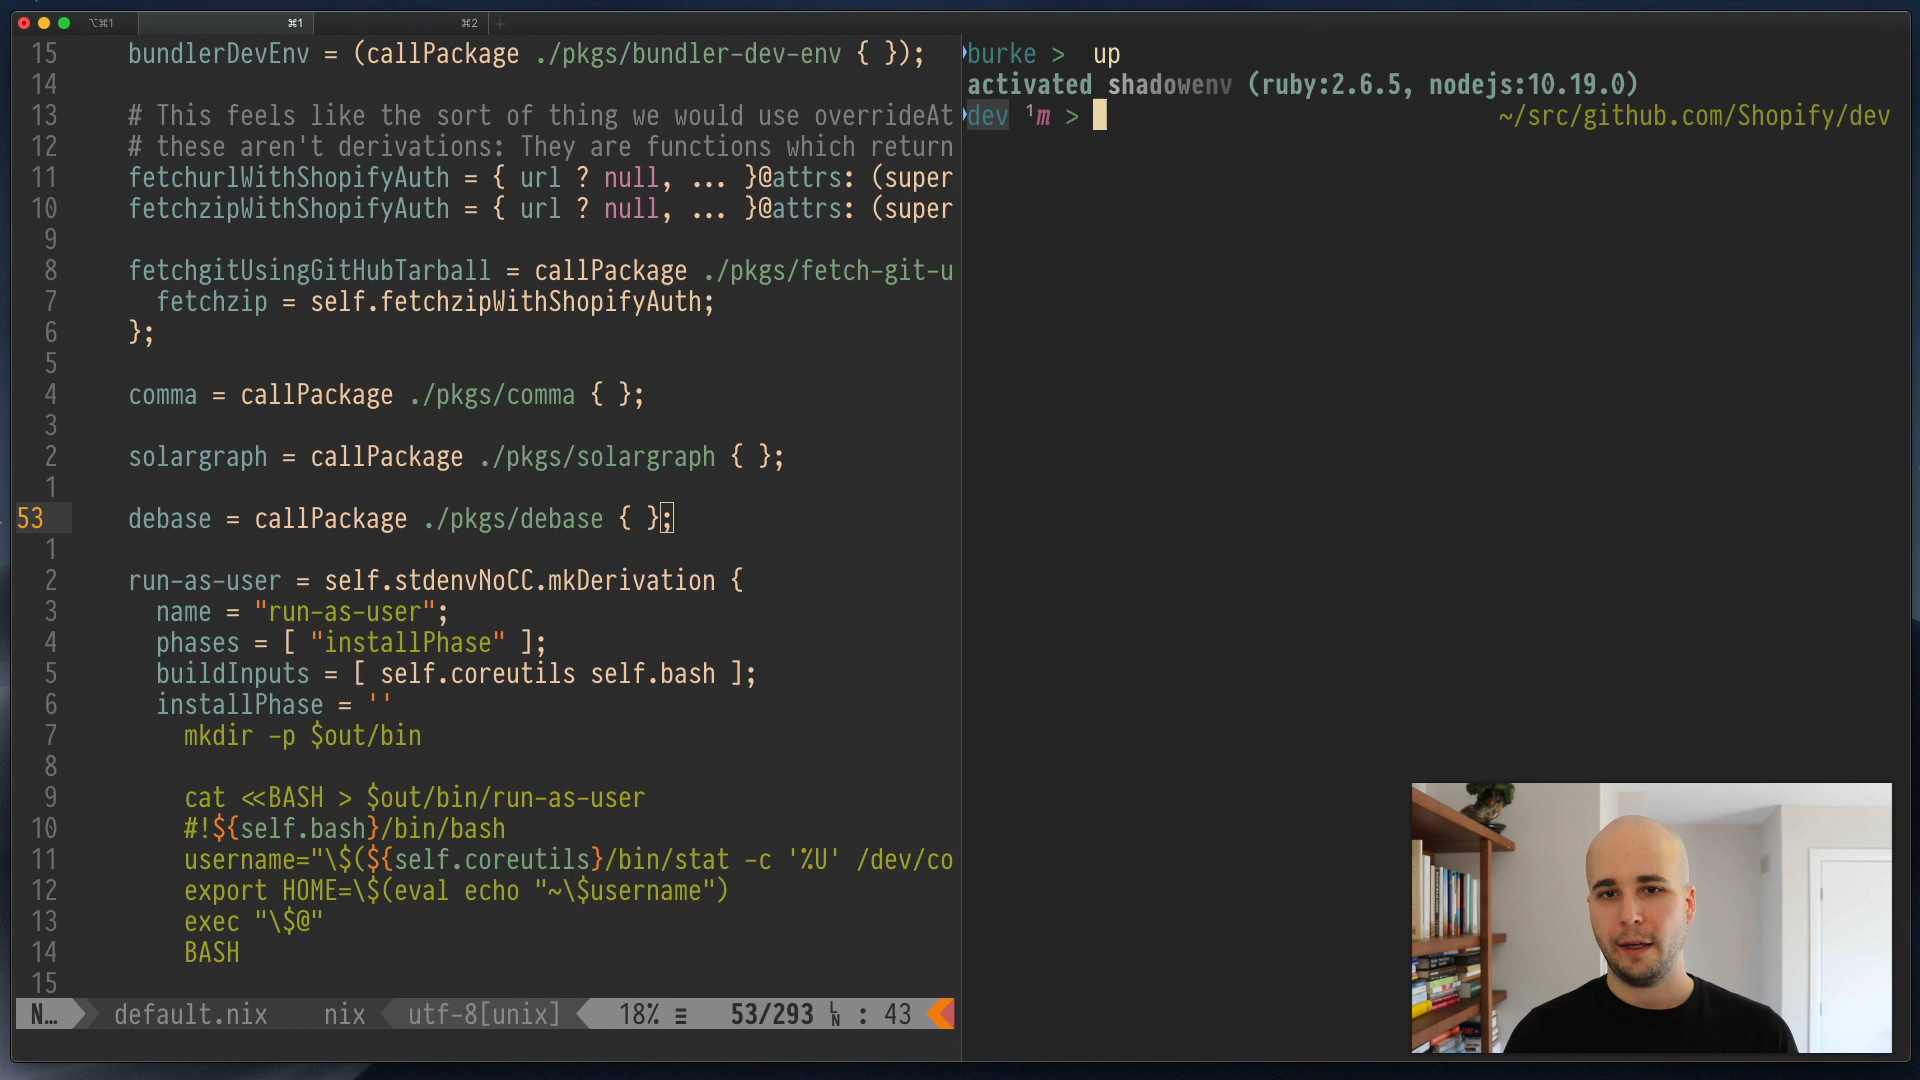 ⌥⌘1
⌘1
⌘2
15 bundlerDevEnv = (callPackage ./pkgs/bundler-dev-env { });
14
13 # This feels like the sort of thing we would use overrideAt
12 # these aren't derivations: They are functions which return
11 fetchurlWithShopifyAuth = { url ? null, ... }@attrs: (super
10 fetchzipWithShopifyAuth = { url ? null, ... }@attrs: (super
9
8 fetchgitUsingGitHubTarball = callPackage ./pkgs/fetch-git-u
7 fetchzip = self.fetchzipWithShopifyAuth;
6 };
5
4 comma = callPackage ./pkgs/comma { };
3
2 solargraph = callPackage ./pkgs/solargraph { };
1
53 debase = callPackage ./pkgs/debase { };
1
2 run-as-user = self.stdenvNoCC.mkDerivation {
3 name = "run-as-user";
4 phases = [ "installPhase" ];
5 buildInputs = [ self.coreutils self.bash ];
6 installPhase = ''
7 mkdir -p $out/bin
8
9 cat <<BASH > $out/bin/run-as-user
10 #!${self.bash}/bin/bash
11 username="\$(${self.coreutils}/bin/stat -c '%U' /dev/co
12 export HOME=\$(eval echo "~\$username")
13 exec "\$@"
14 BASH
15
N… default.nix nix utf-8[unix] 18% ≡ 53/293 ㏑ : 43
burke > up
activated shadowenv (ruby:2.6.5, nodejs:10.19.0)
dev ¹m > ~/src/github.com/Shopify/dev